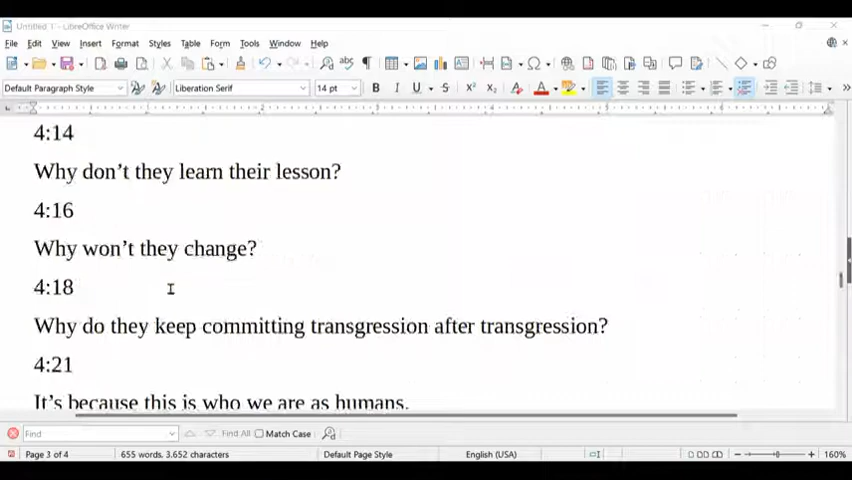 Untitled 1 - LibreOffice Writer
File Edit View Insert Format Styles Table Form Tools Window Help
Default Paragraph Style Liberation Serif 14 pt
4:14
Why don’t they learn their lesson?
4:16
Why won’t they change?
4:18
Why do they keep committing transgression after transgression?
4:21
It’s because this is who we are as humans.
Find Find All Match Case
Page 3 of 4 655 words, 3,652 characters Default Page Style English (USA) 160%